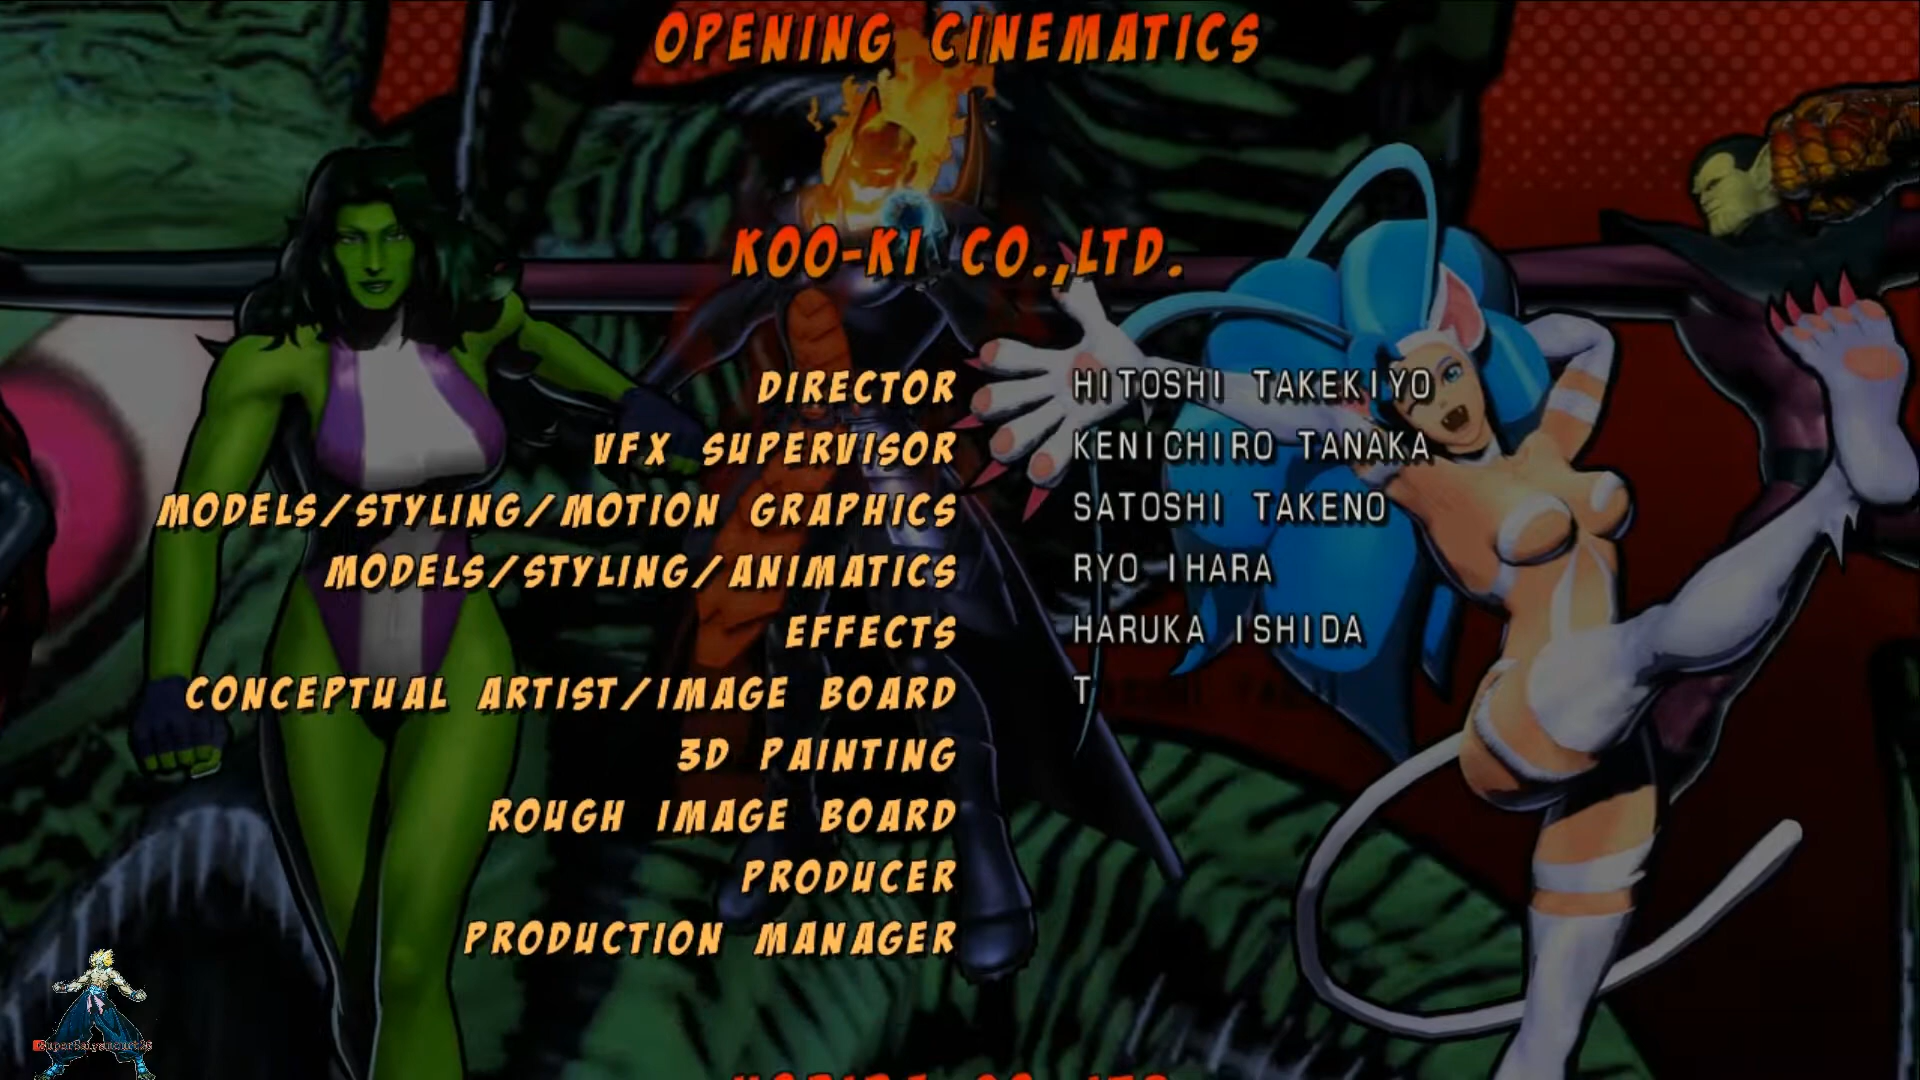 OPENING CINEMATICS
KOO-KI CO.,LTD.
DIRECTOR HITOSHI TAKEKIYO
VFX SUPERVISOR KENICHIRO TANAKA
MODELS/STYLING/MOTION GRAPHICS SATOSHI TAKENO
MODELS/STYLING/ANIMATICS RYO IHARA
EFFECTS HARUKA ISHIDA
CONCEPTUAL ARTIST/IMAGE BOARD T
3D PAINTING
ROUGH IMAGE BOARD
PRODUCER
PRODUCTION MANAGER